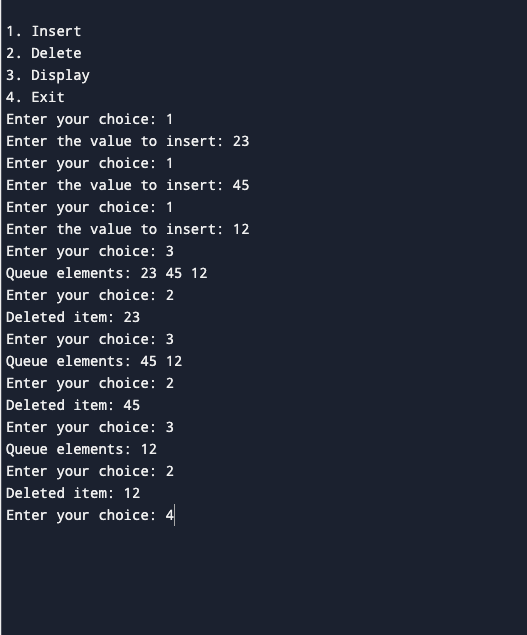 1. Insert
2. Delete
3. Display
4. Exit
Enter your choice: 1
Enter the value to insert: 23
Enter your choice: 1
Enter the value to insert: 45
Enter your choice: 1
Enter the value to insert: 12
Enter your choice: 3
Queue elements: 23 45 12
Enter your choice: 2
Deleted item: 23
Enter your choice: 3
Queue elements: 45 12
Enter your choice: 2
Deleted item: 45
Enter your choice: 3
Queue elements: 12
Enter your choice: 2
Deleted item: 12
Enter your choice: 4